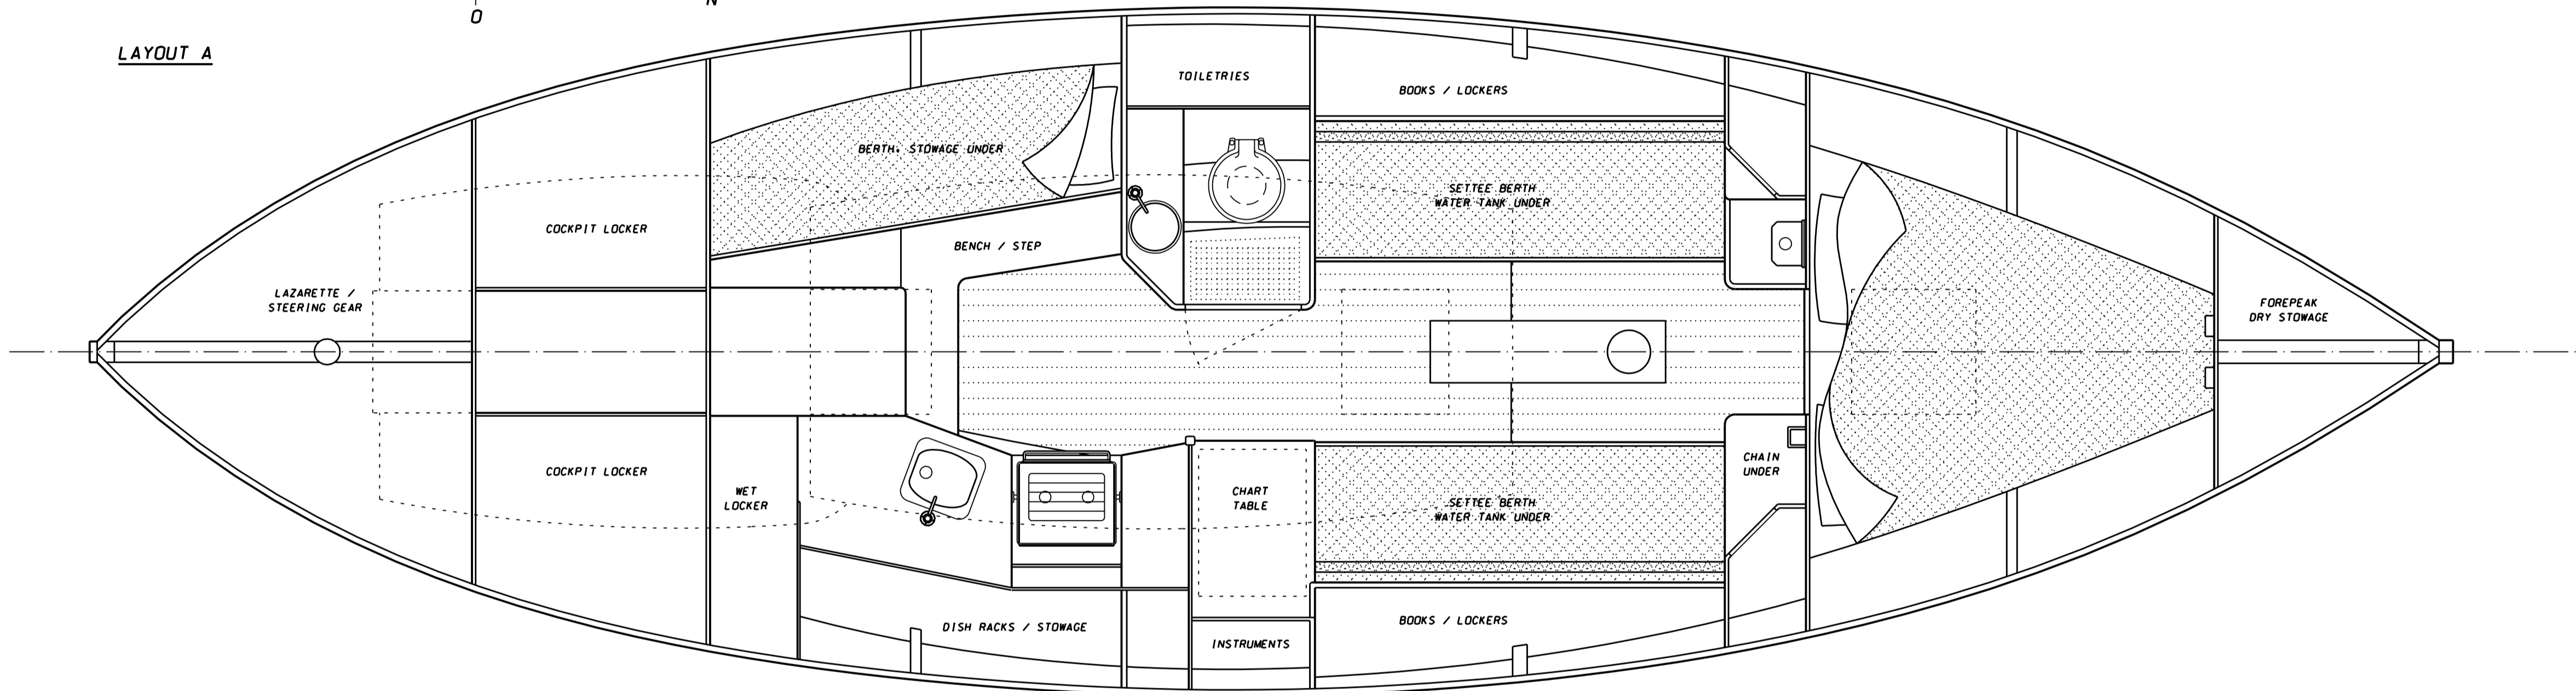 N
O
LAYOUT A
TOILETRIES
BOOKS / LOCKERS
BERTH. STOWAGE UNDER
SETTEE BERTH
WATER TANK UNDER
COCKPIT LOCKER
BENCH / STEP
LAZARETTE /
STEERING GEAR
FOREPEAK
DRY STOWAGE
COCKPIT LOCKER
WET
LOCKER
CHART
TABLE
CHAIN
UNDER
SETTEE BERTH
WATER TANK UNDER
DISH RACKS / STOWAGE
INSTRUMENTS
BOOKS / LOCKERS